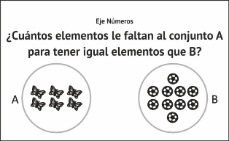 Eje Números
¿Cuántos elementos le faltan al conjunto A
para tener igual elementos que B?
A
B